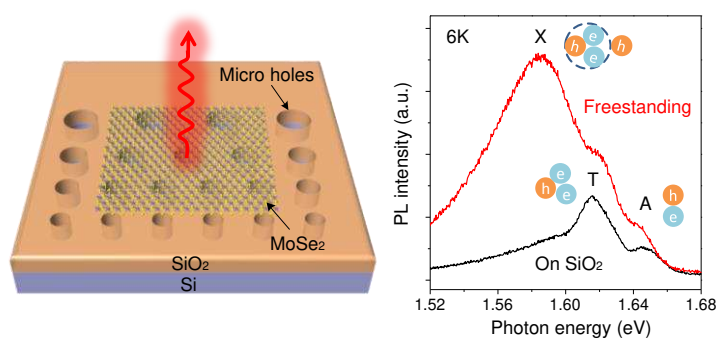 Micro holes
MoSe₂
SiO₂
Si
6K
X
h
e
e
h
Freestanding
e
h
e
T
A
h
e
On SiO₂
PL intensity (a.u.)
1.52
1.56
1.60
1.64
1.68
Photon energy (eV)